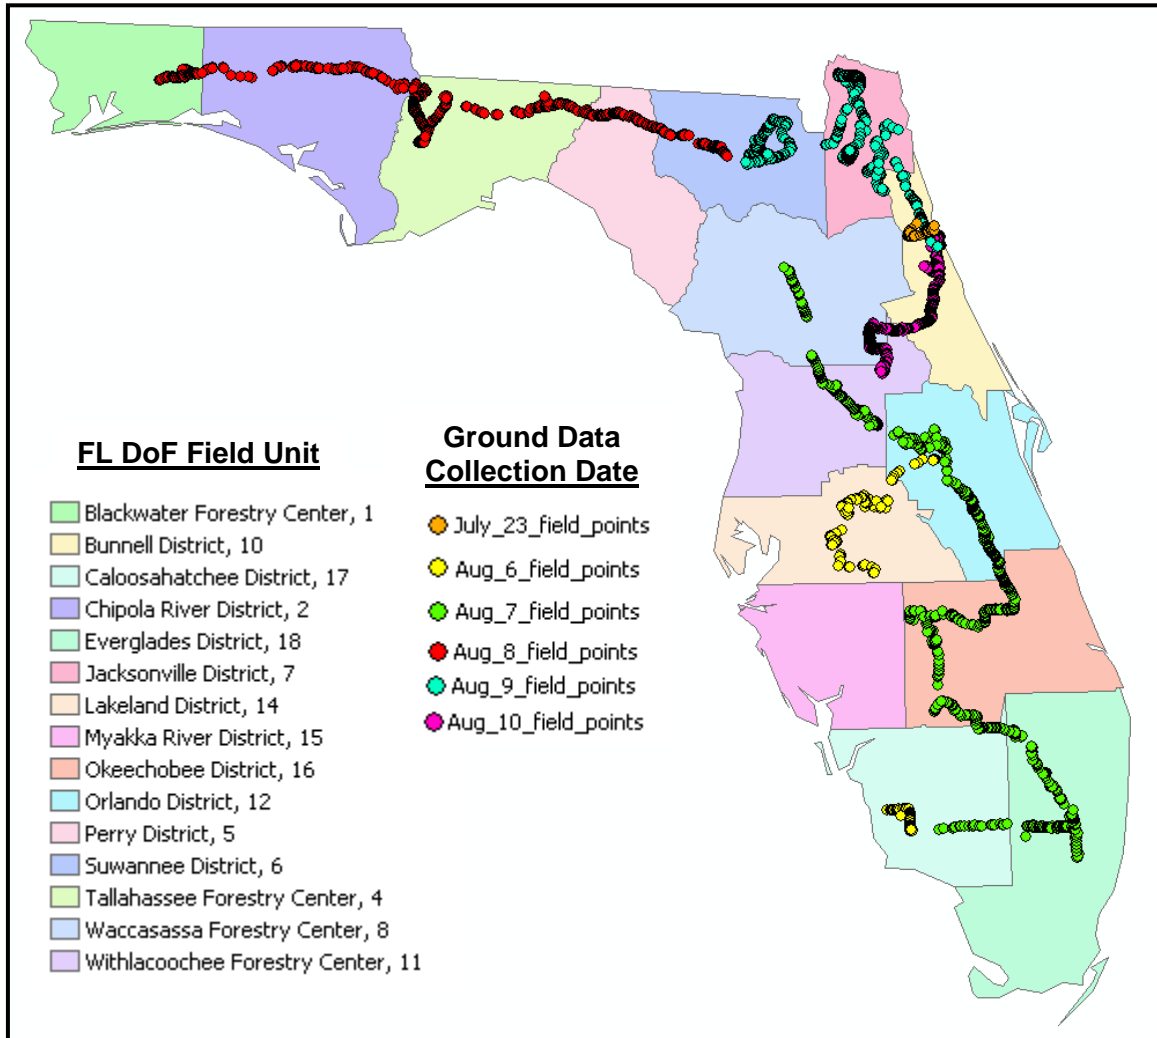 FL DoF Field Unit
Blackwater Forestry Center, 1
Bunnell District, 10
Caloosahatchee District, 17
Chipola River District, 2
Everglades District, 18
Jacksonville District, 7
Lakeland District, 14
Myakka River District, 15
Okeechobee District, 16
Orlando District, 12
Perry District, 5
Suwannee District, 6
Tallahassee Forestry Center, 4
Waccasassa Forestry Center, 8
Withlacoochee Forestry Center, 11
Ground Data
Collection Date
July_23_field_points
Aug_6_field_points
Aug_7_field_points
Aug_8_field_points
Aug_9_field_points
Aug_10_field_points